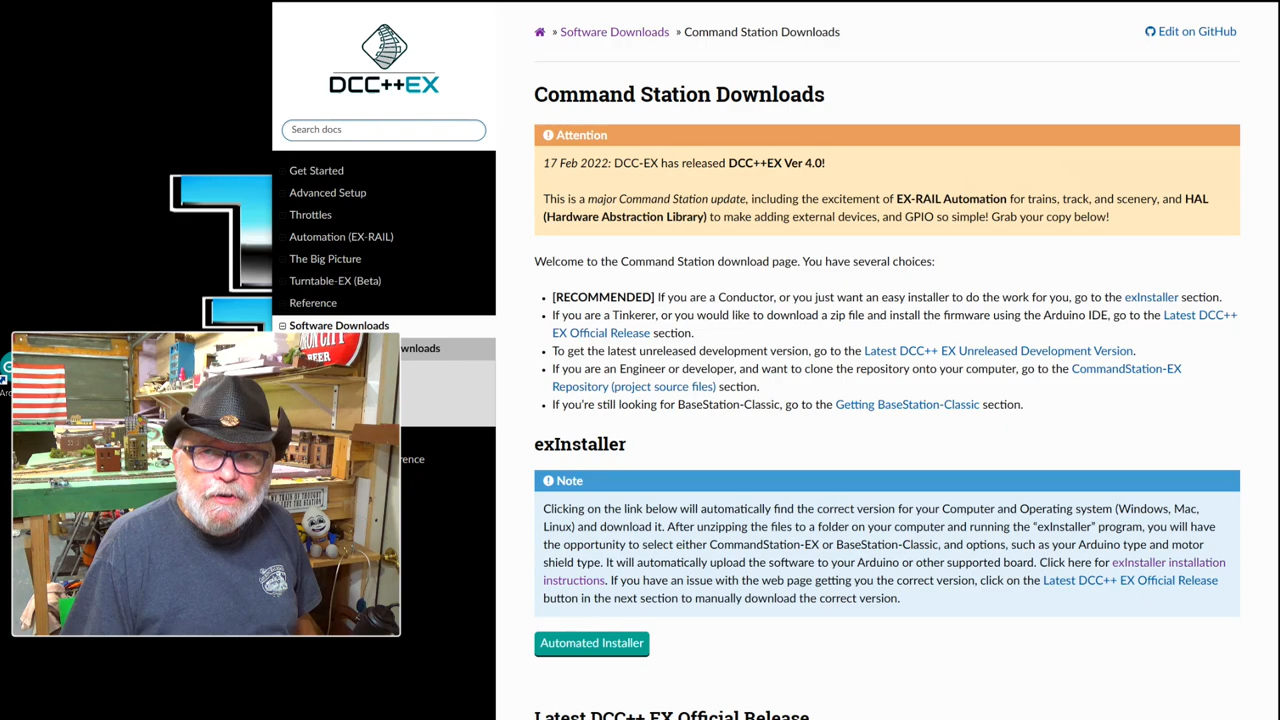 DCC++EX
Search docs
Get Started
Advanced Setup
Throttles
Automation (EX-RAIL)
The Big Picture
Turntable-EX (Beta)
Reference
Software Downloads
wnloads
rence
IRON CITY
BEER
» Software Downloads » Command Station Downloads
Edit on GitHub
Command Station Downloads
Attention
17 Feb 2022: DCC-EX has released DCC++EX Ver 4.0!
This is a major Command Station update, including the excitement of EX-RAIL Automation for trains, track, and scenery, and HAL
(Hardware Abstraction Library) to make adding external devices, and GPIO so simple! Grab your copy below!
Welcome to the Command Station download page. You have several choices:
• [RECOMMENDED] If you are a Conductor, or you just want an easy installer to do the work for you, go to the exInstaller section.
• If you are a Tinkerer, or you would like to download a zip file and install the firmware using the Arduino IDE, go to the Latest DCC++
EX Official Release section.
• To get the latest unreleased development version, go to the Latest DCC++ EX Unreleased Development Version.
• If you are an Engineer or developer, and want to clone the repository onto your computer, go to the CommandStation-EX
Repository (project source files) section.
• If you’re still looking for BaseStation-Classic, go to the Getting BaseStation-Classic section.
exInstaller
Note
Clicking on the link below will automatically find the correct version for your Computer and Operating system (Windows, Mac,
Linux) and download it. After unzipping the files to a folder on your computer and running the “exInstaller” program, you will have
the opportunity to select either CommandStation-EX or BaseStation-Classic, and options, such as your Arduino type and motor
shield type. It will automatically upload the software to your Arduino or other supported board. Click here for exInstaller installation
instructions. If you have an issue with the web page getting you the correct version, click on the Latest DCC++ EX Official Release
button in the next section to manually download the correct version.
Automated Installer
Latest DCC++ EX Official Release